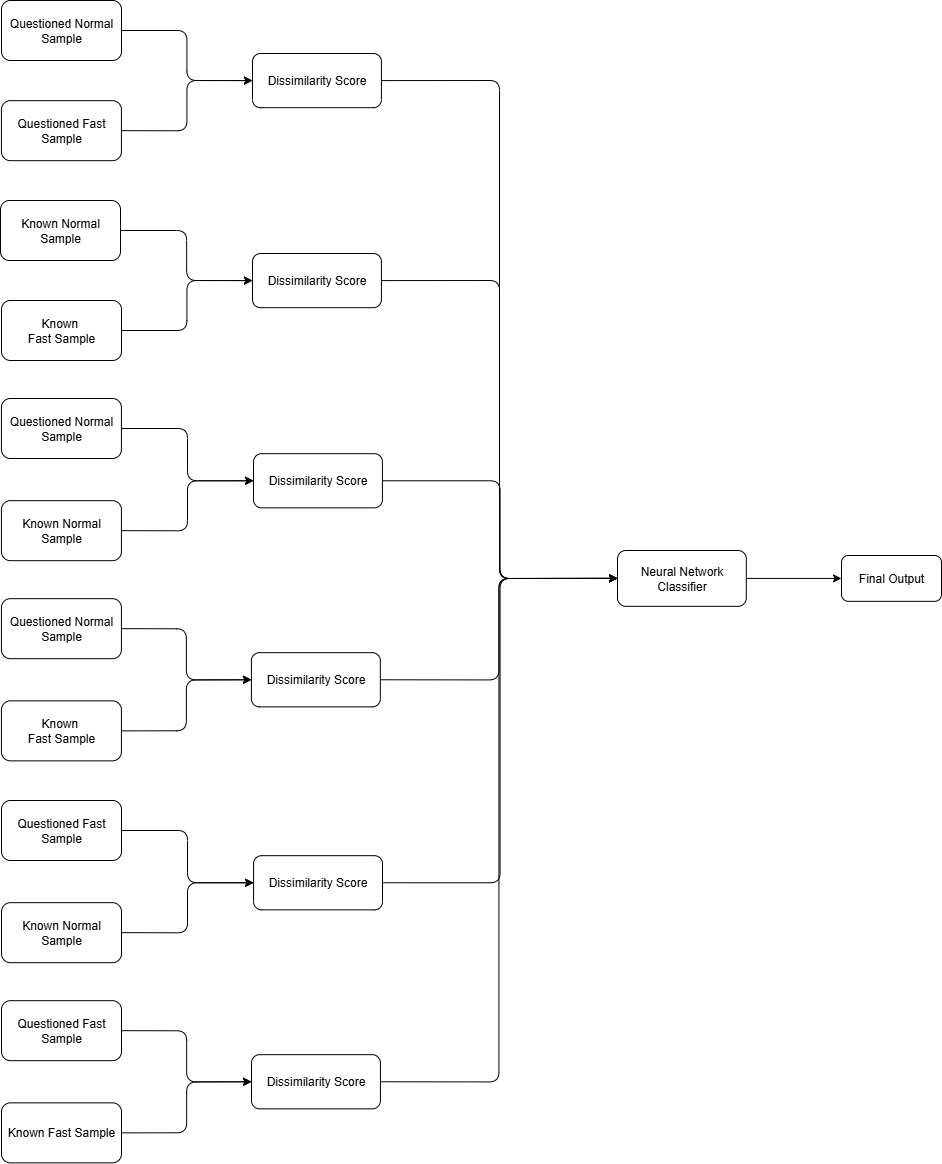 Questioned Normal
Sample
Dissimilarity Score
Questioned Fast
Sample
Known Normal
Sample
Dissimilarity Score
Known
Fast Sample
Questioned Normal
Sample
Dissimilarity Score
Known Normal
Sample
Neural Network
Classifier
Final Output
Questioned Normal
Sample
Dissimilarity Score
Known
Fast Sample
Questioned Fast
Sample
Dissimilarity Score
Known Normal
Sample
Questioned Fast
Sample
Dissimilarity Score
Known Fast Sample